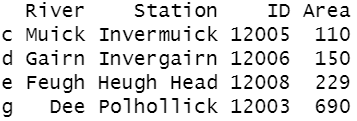 River Station ID Area
c Muick Invermuick 12005 110
d Gairn Invergairn 12006 150
e Feugh Heugh Head 12008 229
g Dee Polhollick 12003 690